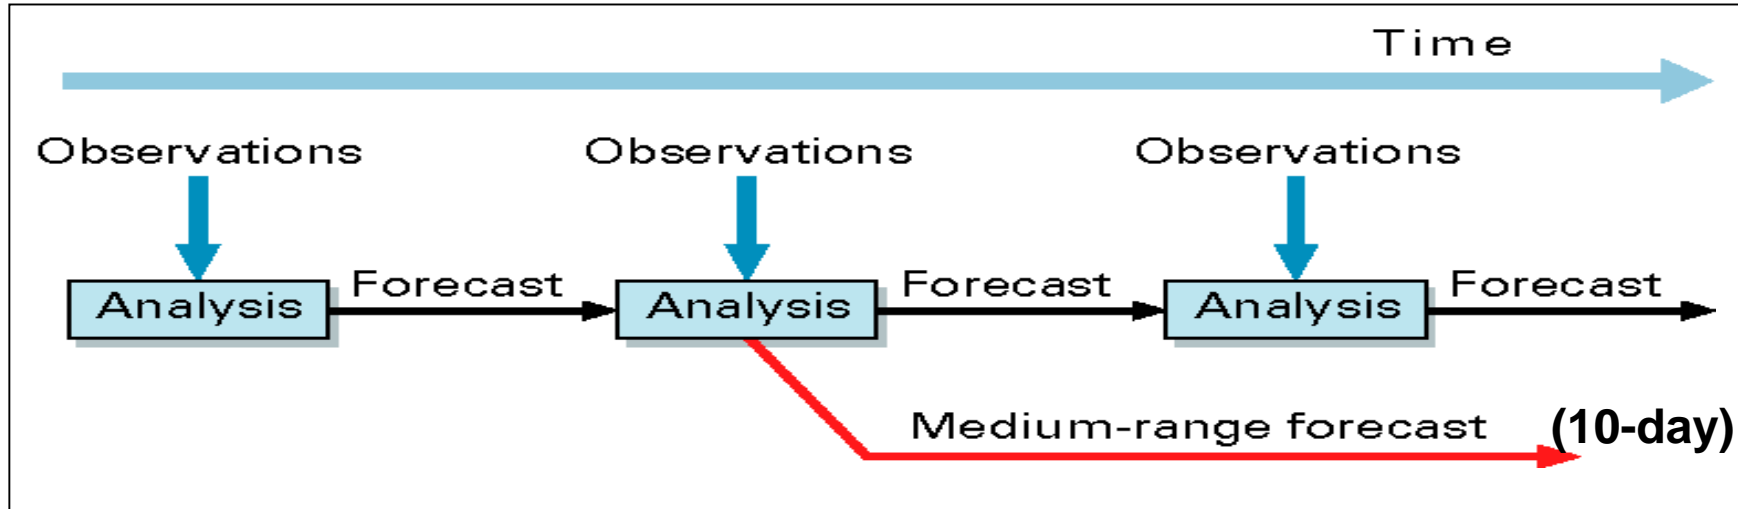 Time
Observations Observations Observations
Forecast Forecast Forecast
Analysis Analysis Analysis
Medium-range forecast (10-day)